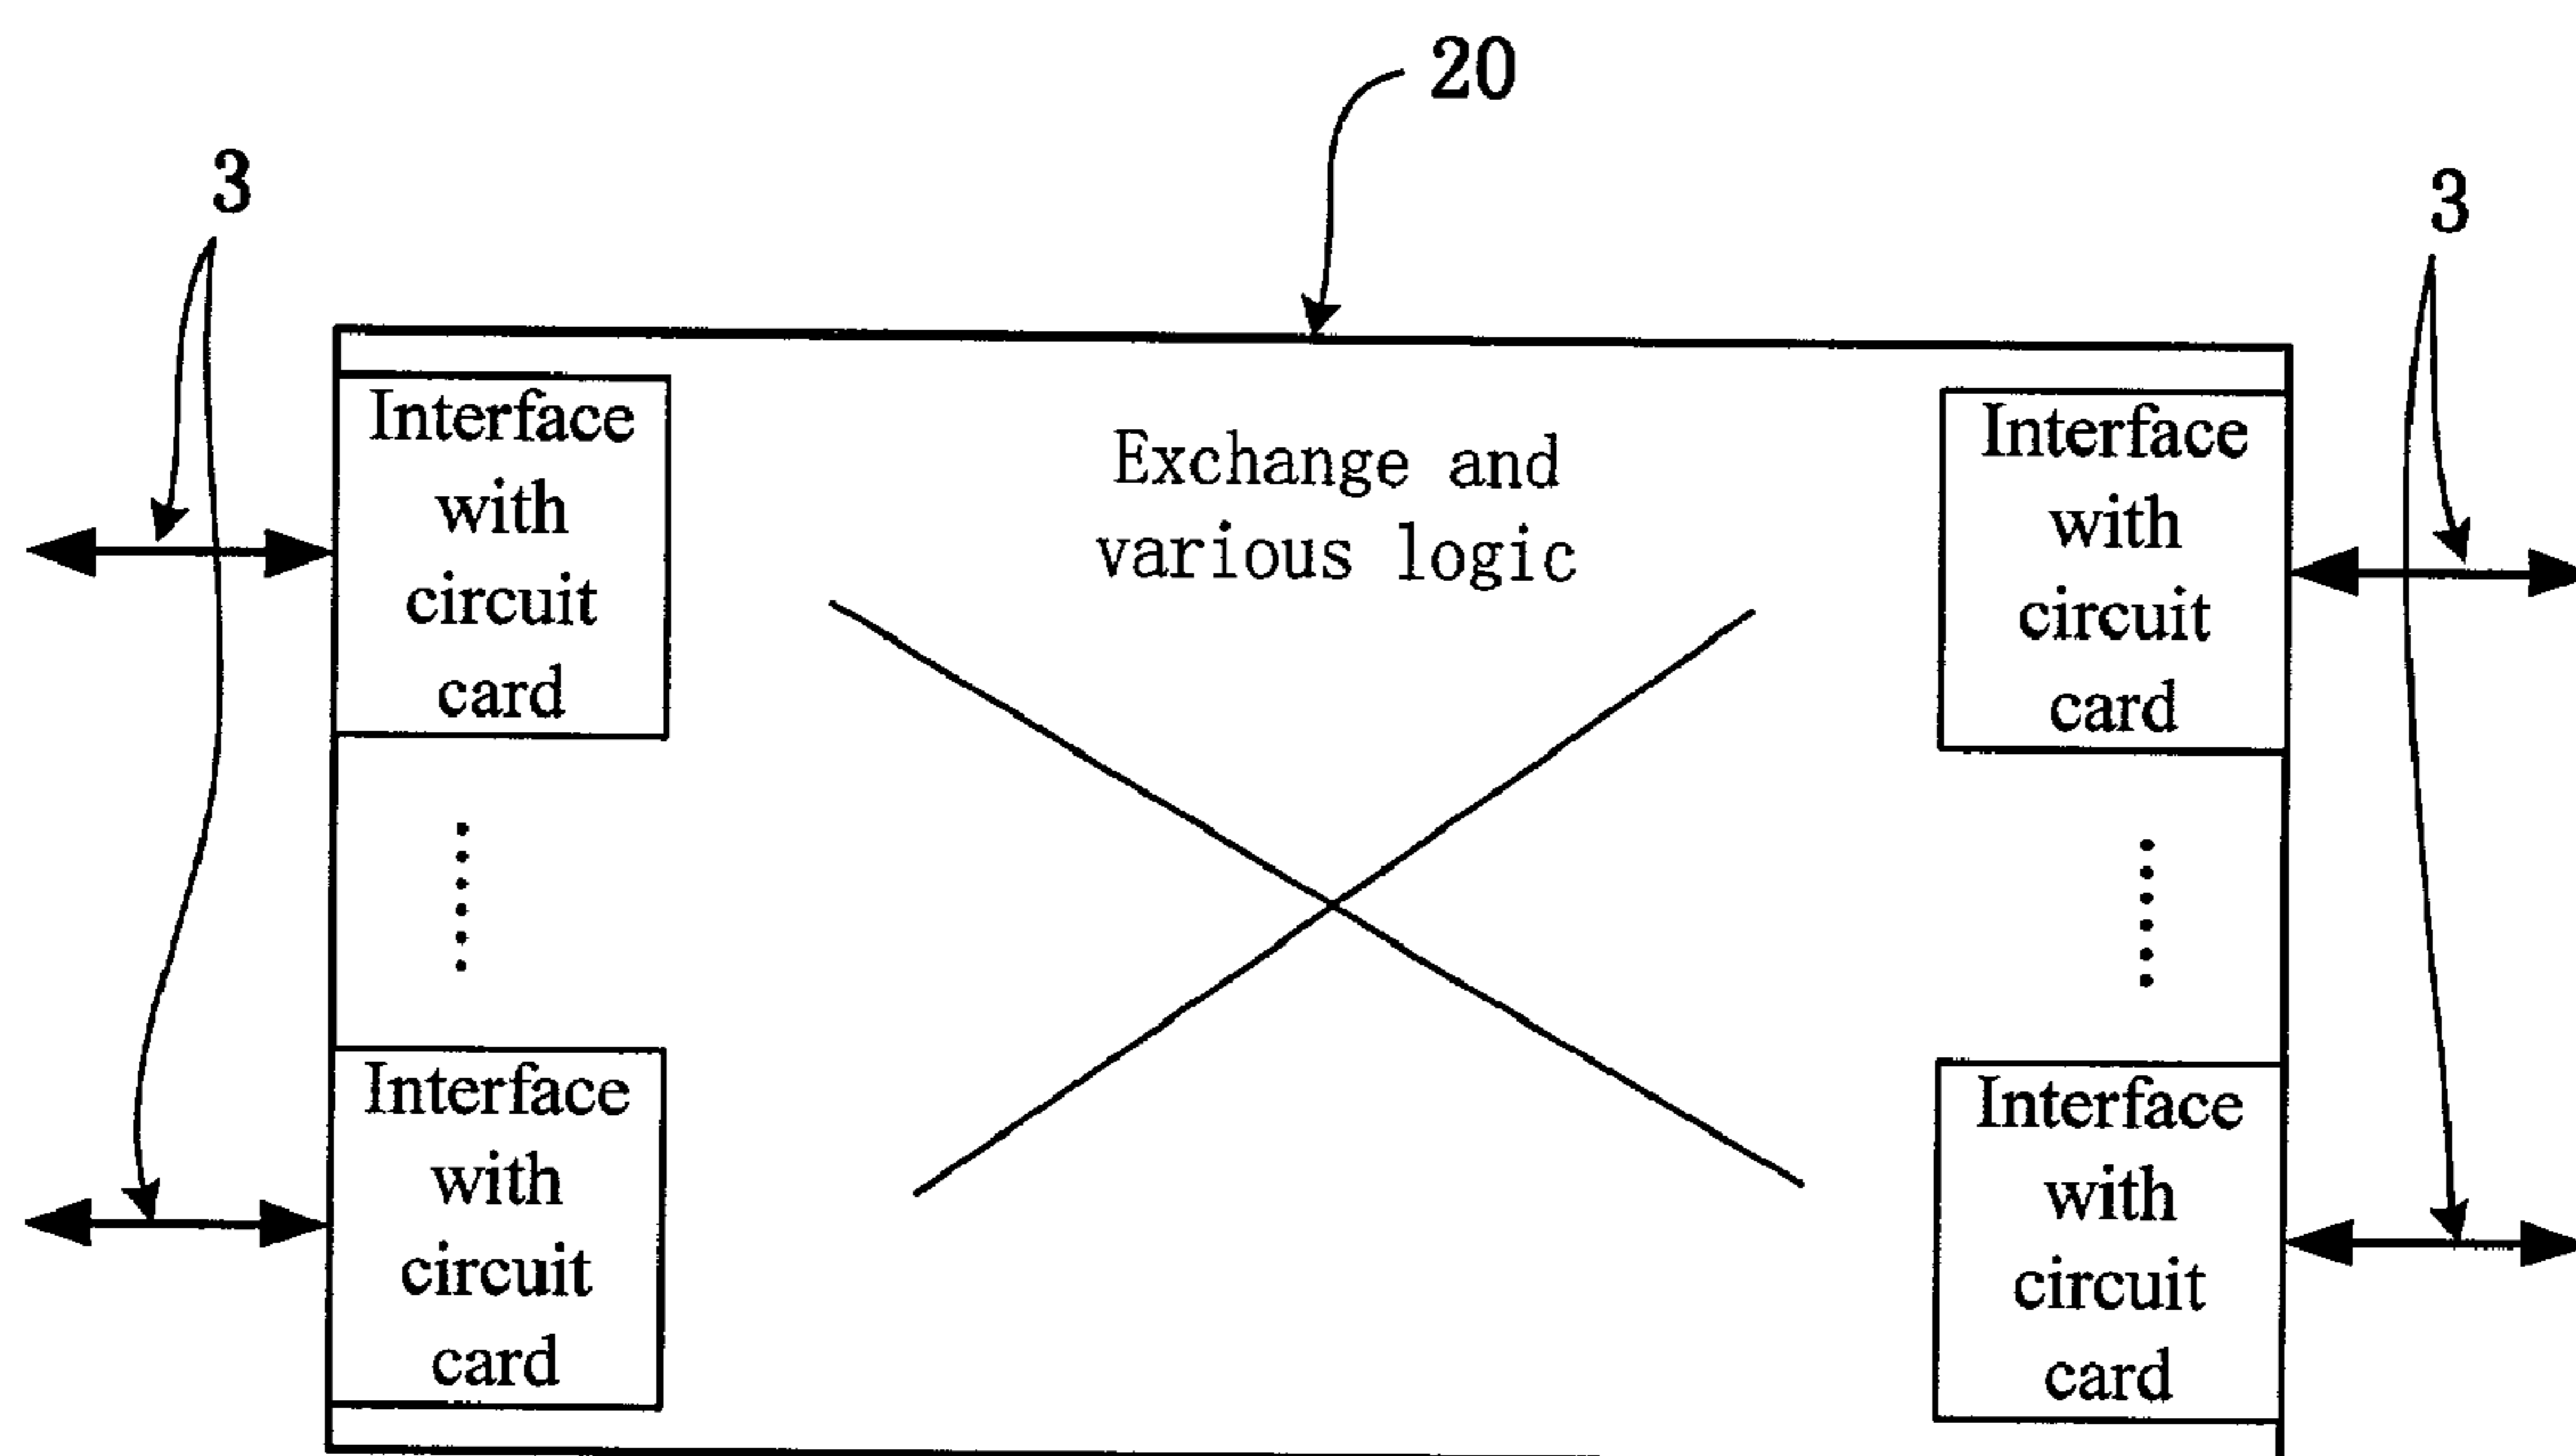 20
3
3
Interface
with
circuit
card
Exchange and
various logic
Interface
with
circuit
card
Interface
with
circuit
card
Interface
with
circuit
card